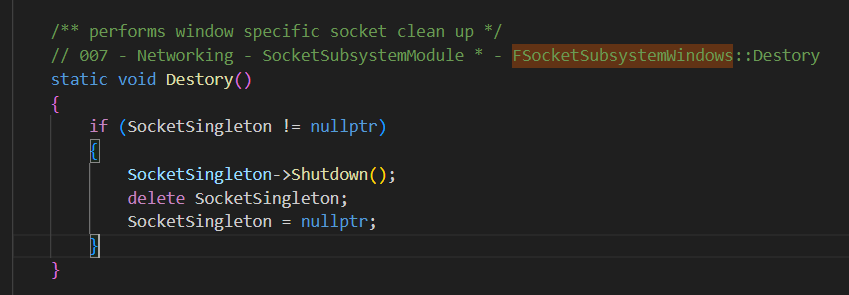 /** performs window specific socket clean up */
// 007 - Networking - SocketSubsystemModule * - FSocketSubsystemWindows::Destory
static void Destory()
{
if (SocketSingleton != nullptr)
{
SocketSingleton->Shutdown();
delete SocketSingleton;
SocketSingleton = nullptr;
}
}